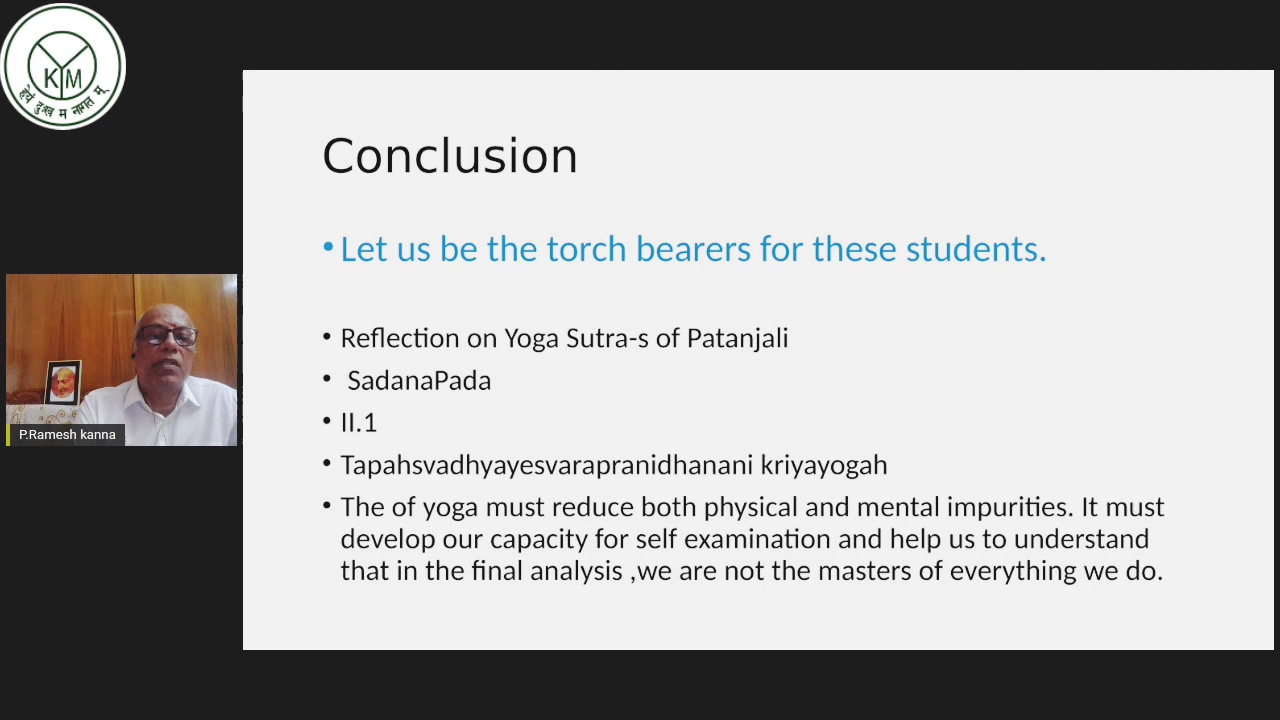 KYM
हेयं दुःख म नागत म्
Conclusion
• Let us be the torch bearers for these students.
• Reflection on Yoga Sutra-s of Patanjali
• SadanaPada
• II.1
• Tapahsvadhyayesvarapranidhanani kriyayogah
• The of yoga must reduce both physical and mental impurities. It must
develop our capacity for self examination and help us to understand
that in the final analysis ,we are not the masters of everything we do.
P.Ramesh kanna